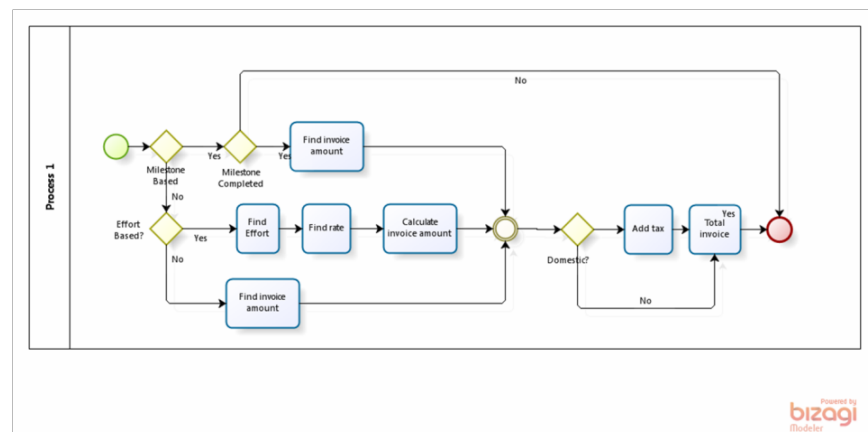 Process 1
No
Find invoice
amount
Yes
Yes
Milestone
Based
Milestone
Completed
No
Effort
Based?
Yes
Find
Effort
Find rate
Calculate
invoice amount
Domestic?
Add tax
Yes
Total
invoice
No
Find invoice
amount
No
Powered by
bizagi
Modeler